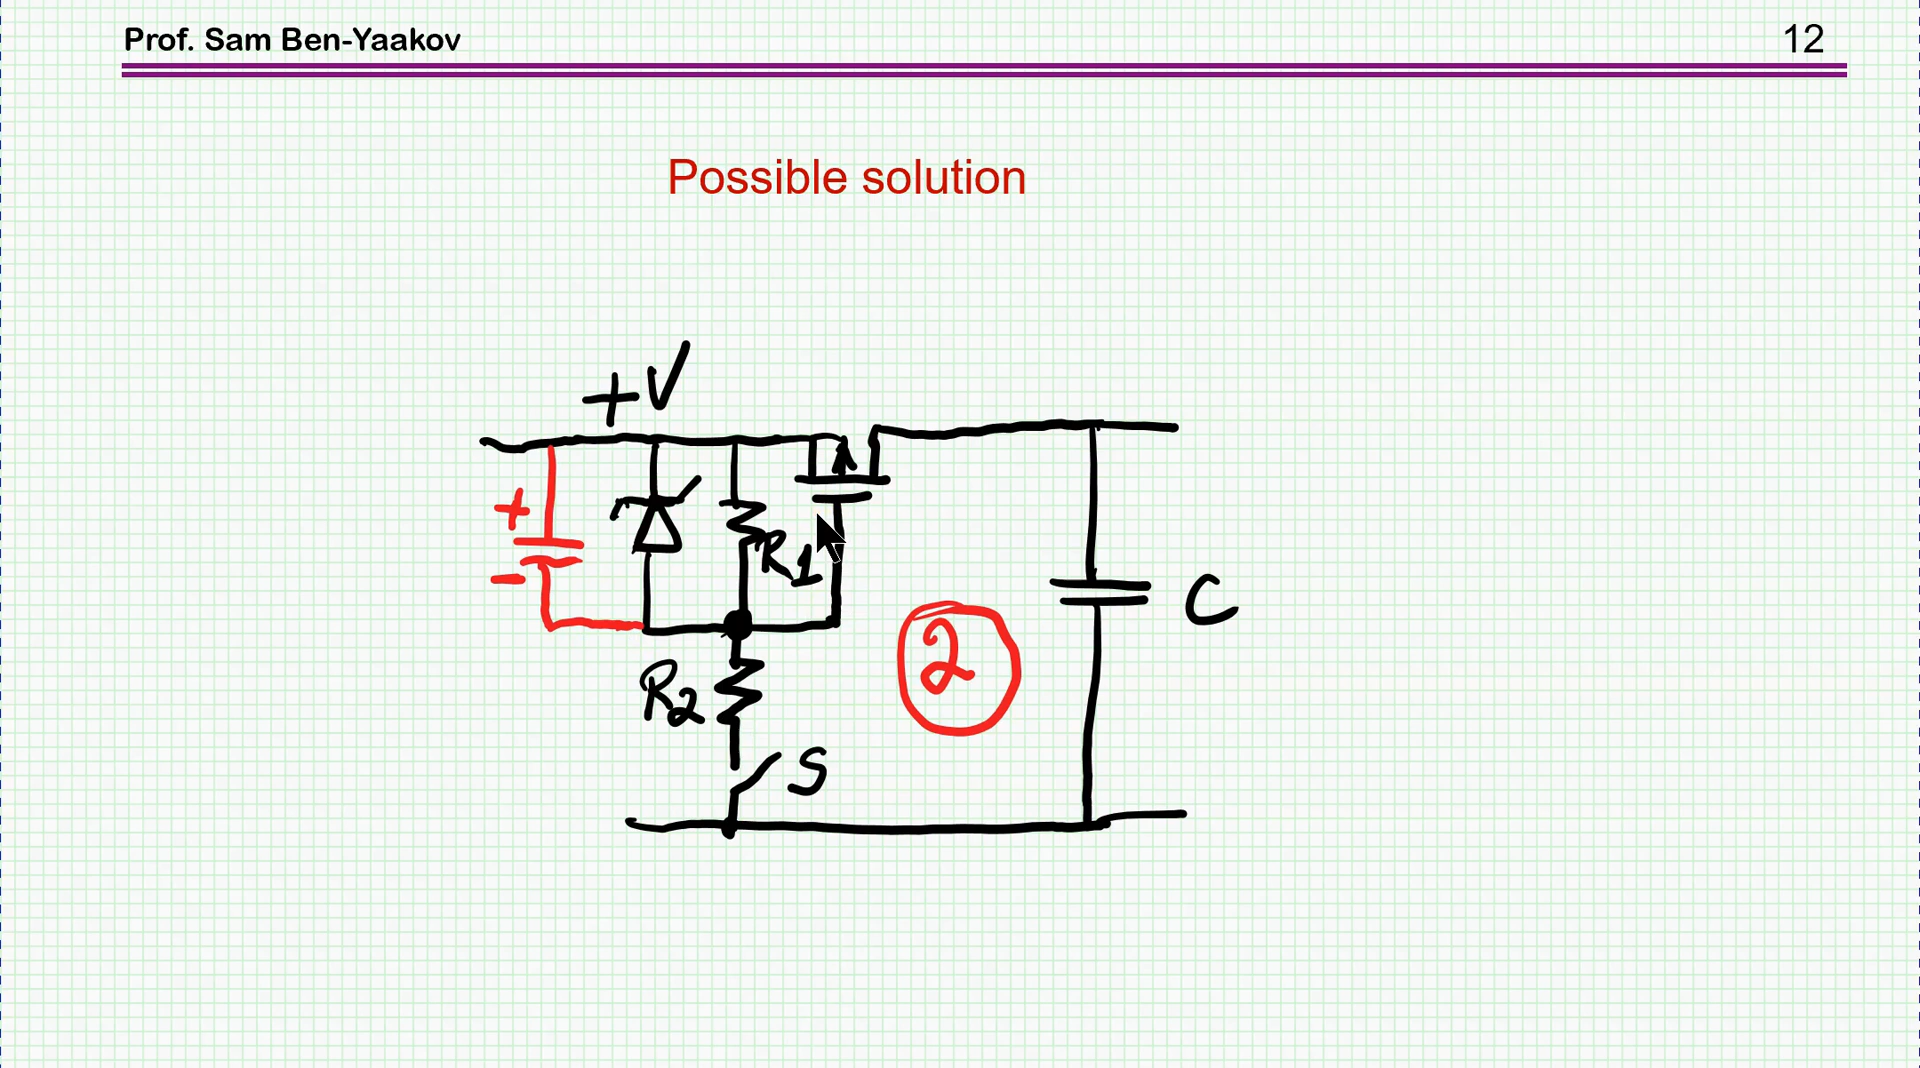 Prof. Sam Ben-Yaakov
12
Possible solution
+V
+
-
R1
C
2
R2
S